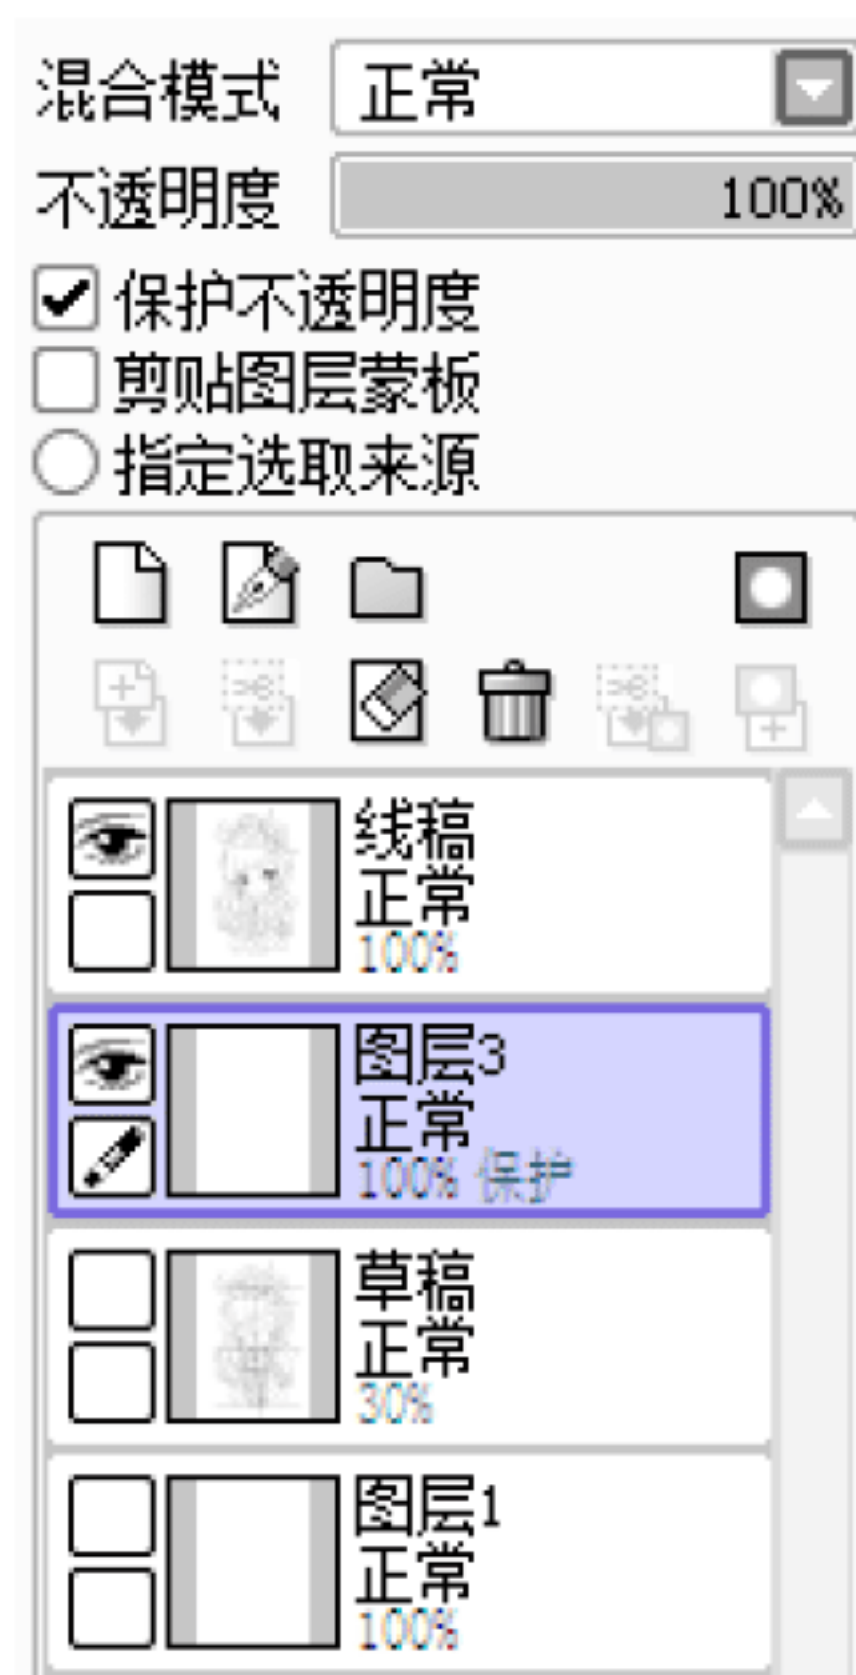 混合模式 正常
不透明度 100%
保护不透明度
剪贴图层蒙板
指定选取来源
线稿
正常
100%
图层3
正常
100% 保护
草稿
正常
30%
图层1
正常
100%